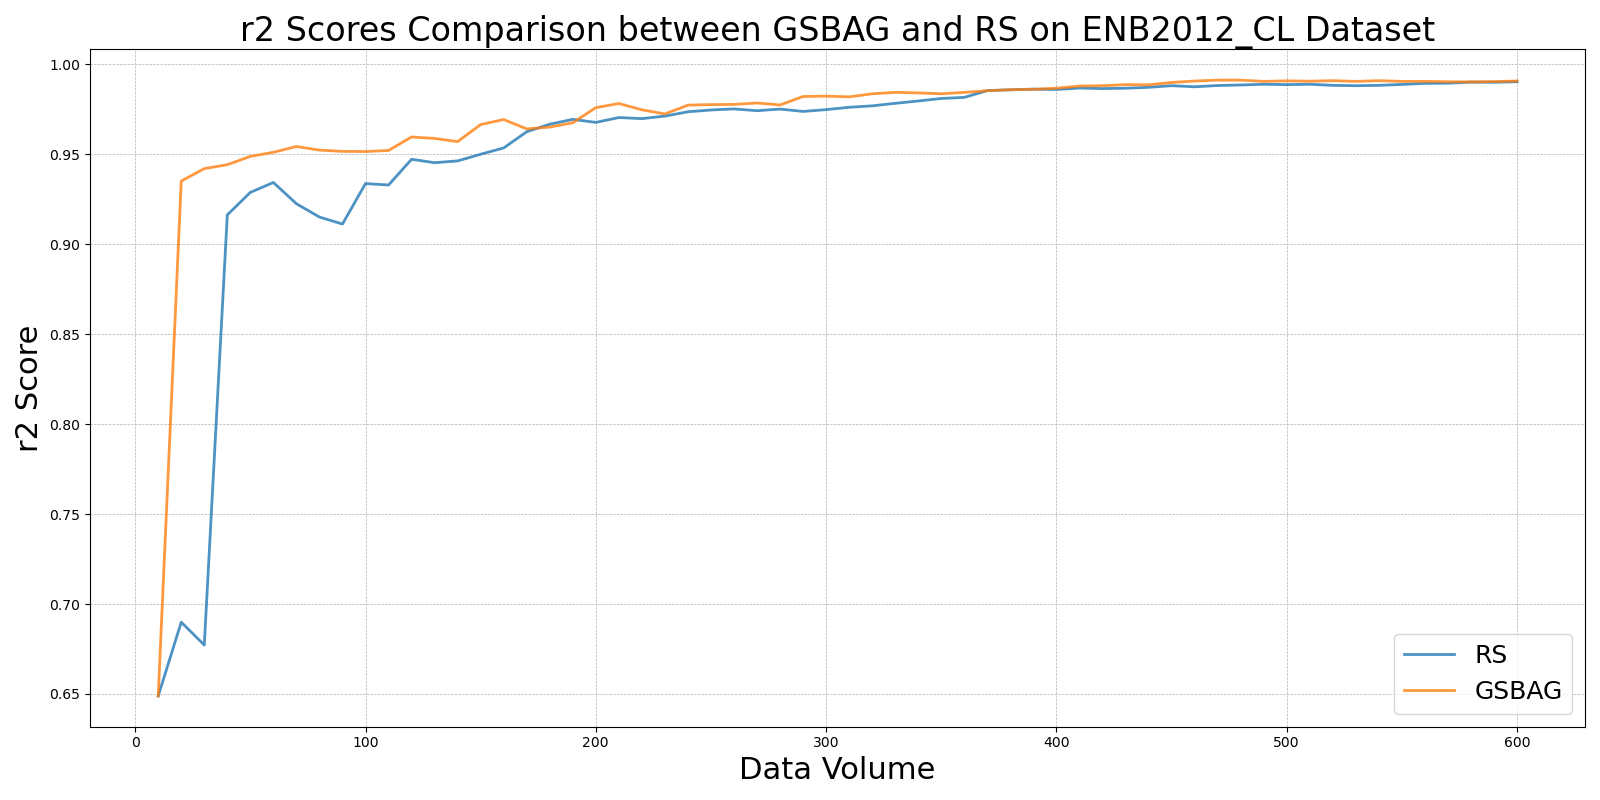 r2 Scores Comparison between GSBAG and RS on ENB2012_CL Dataset
r2 Score
1.00
0.95
0.90
0.85
0.80
0.75
0.70
0.65
RS
GSBAG
0 100 200 300 400 500 600
Data Volume